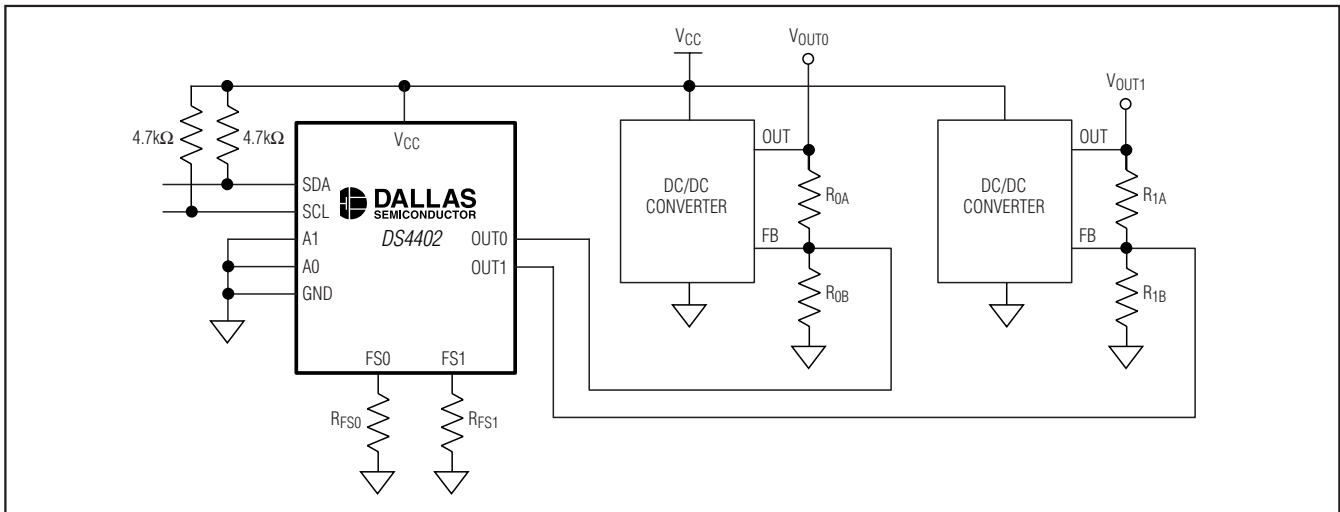 VCC
VOUT0
VOUT1
4.7kΩ
4.7kΩ
VCC
OUT
OUT
SDA
DALLAS
SEMICONDUCTOR
DC/DC
CONVERTER
R0A
DC/DC
CONVERTER
R1A
SCL
DS4402
A1
OUT0
FB
FB
A0
OUT1
GND
R0B
R1B
FS0
FS1
RFS0
RFS1